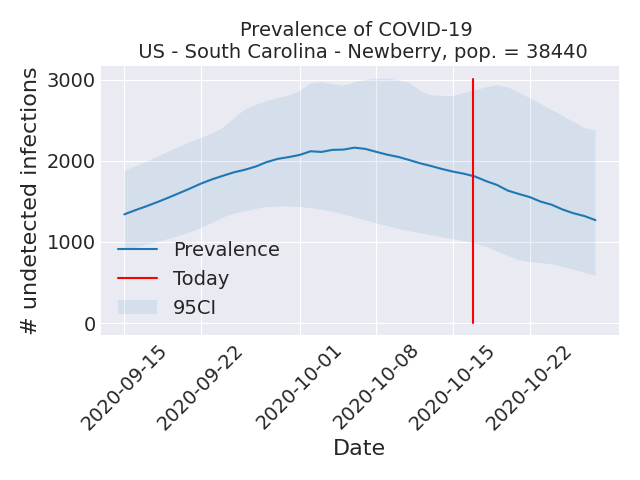 Prevalence of COVID-19
US - South Carolina - Newberry, pop. = 38440
# undetected infections
3000
2000
1000
0
Prevalence
Today
95CI
2020-09-15
2020-09-22
2020-10-01
2020-10-08
2020-10-15
2020-10-22
Date